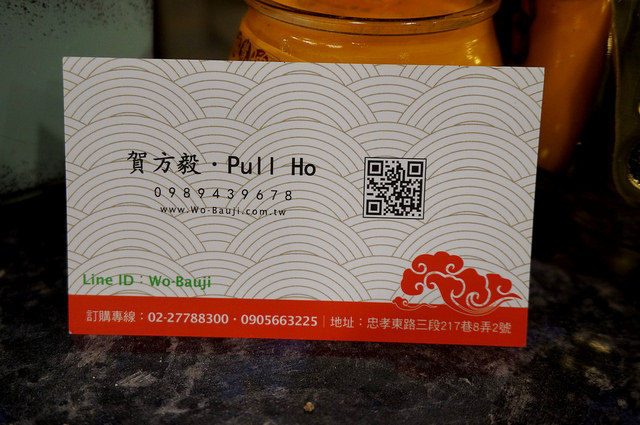 賀方毅・Pull Ho
0989439678
www.Wo-Bauji.com.tw
Line ID：Wo-Bauji
訂購專線：02-27788300・0905663225｜地址：忠孝東路三段217巷8弄2號